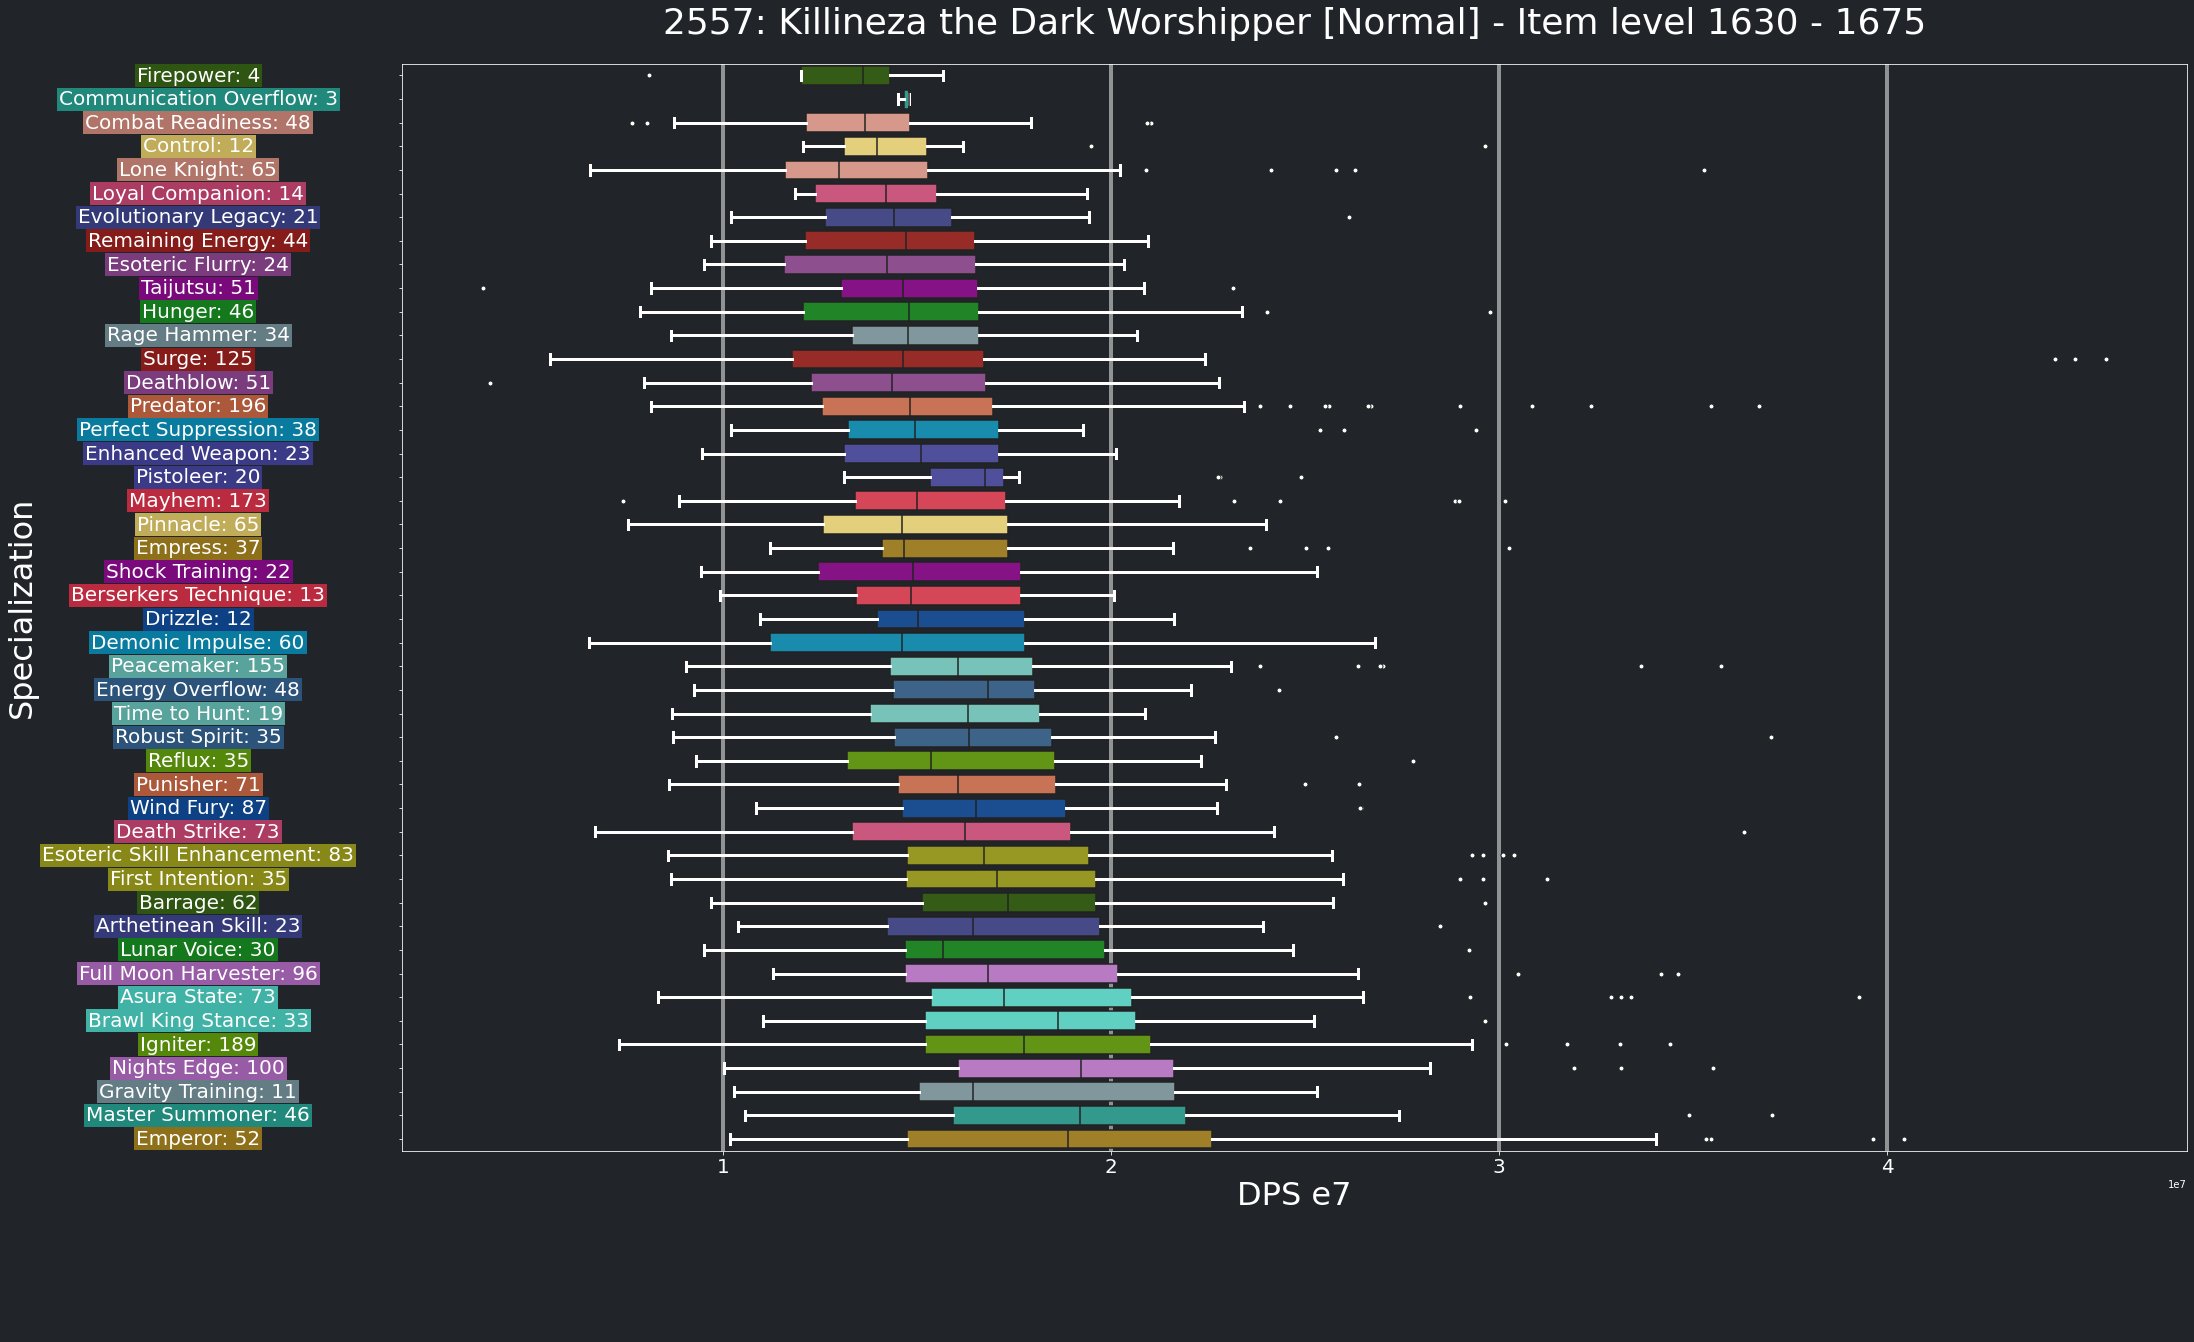 2557: Killineza the Dark Worshipper [Normal] - Item level 1630 - 1675
Firepower: 4
Communication Overflow: 3
Combat Readiness: 48
Control: 12
Lone Knight: 65
Loyal Companion: 14
Evolutionary Legacy: 21
Remaining Energy: 44
Esoteric Flurry: 24
Taijutsu: 51
Hunger: 46
Rage Hammer: 34
Surge: 125
Deathblow: 51
Predator: 196
Perfect Suppression: 38
Enhanced Weapon: 23
Pistoleer: 20
Mayhem: 173
Pinnacle: 65
Empress: 37
Shock Training: 22
Berserkers Technique: 13
Drizzle: 12
Demonic Impulse: 60
Peacemaker: 155
Energy Overflow: 48
Time to Hunt: 19
Robust Spirit: 35
Reflux: 35
Punisher: 71
Wind Fury: 87
Death Strike: 73
Esoteric Skill Enhancement: 83
First Intention: 35
Barrage: 62
Arthetinean Skill: 23
Lunar Voice: 30
Full Moon Harvester: 96
Asura State: 73
Brawl King Stance: 33
Igniter: 189
Nights Edge: 100
Gravity Training: 11
Master Summoner: 46
Emperor: 52
Specialization
1 2 3 4
DPS e7
1e7